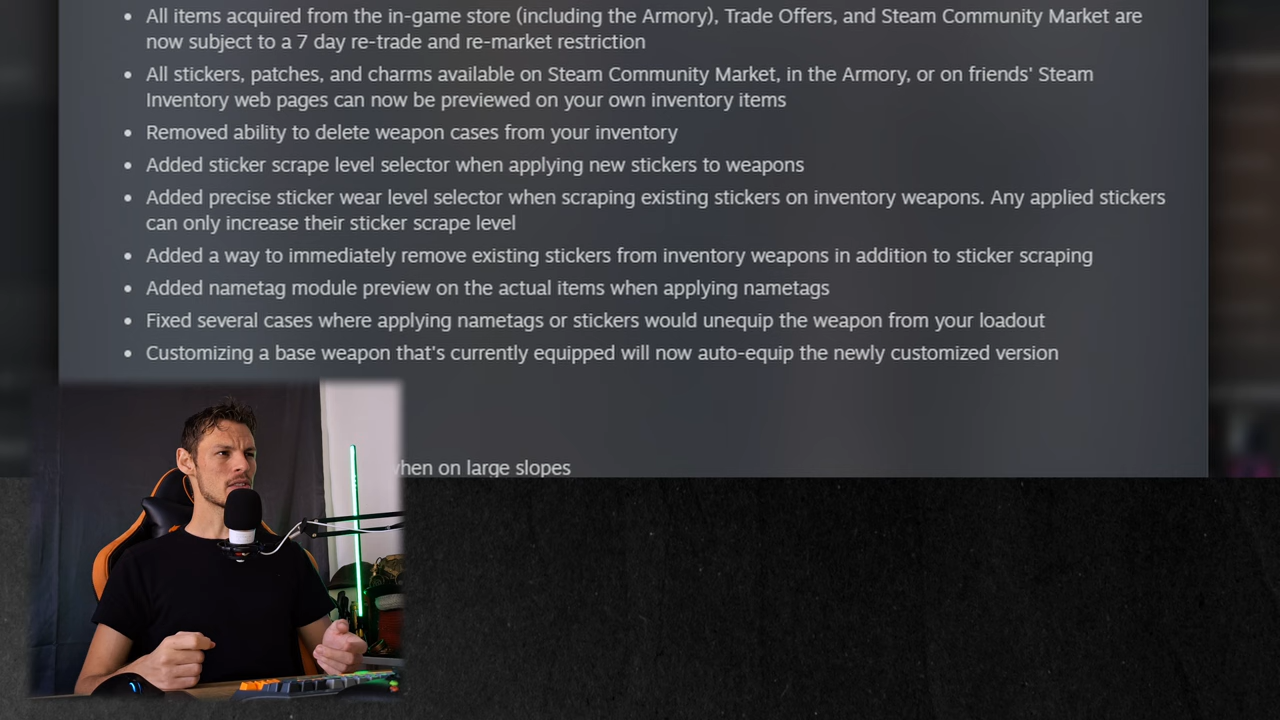 • All items acquired from the in-game store (including the Armory), Trade Offers, and Steam Community Market are
now subject to a 7 day re-trade and re-market restriction
• All stickers, patches, and charms available on Steam Community Market, in the Armory, or on friends' Steam
Inventory web pages can now be previewed on your own inventory items
• Removed ability to delete weapon cases from your inventory
• Added sticker scrape level selector when applying new stickers to weapons
• Added precise sticker wear level selector when scraping existing stickers on inventory weapons. Any applied stickers
can only increase their sticker scrape level
• Added a way to immediately remove existing stickers from inventory weapons in addition to sticker scraping
• Added nametag module preview on the actual items when applying nametags
• Fixed several cases where applying nametags or stickers would unequip the weapon from your loadout
• Customizing a base weapon that's currently equipped will now auto-equip the newly customized version
when on large slopes